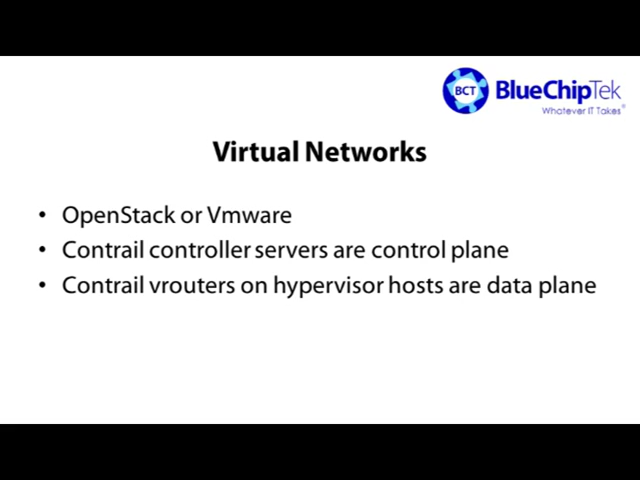 BCT BlueChipTek
Whatever IT Takes®
Virtual Networks
• OpenStack or Vmware
• Contrail controller servers are control plane
• Contrail vrouters on hypervisor hosts are data plane